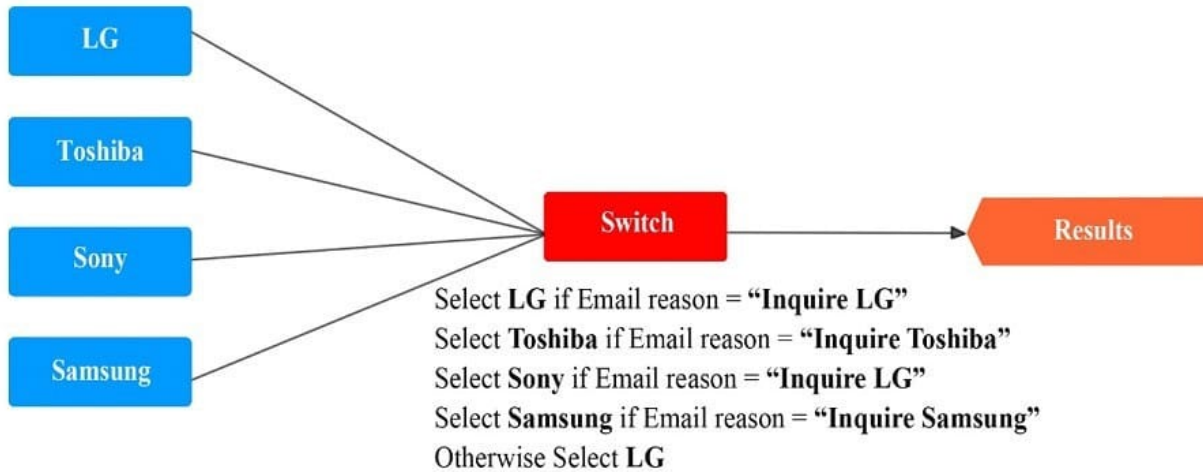 LG
Toshiba
Sony
Samsung
Switch
Results
Select LG if Email reason = “Inquire LG”
Select Toshiba if Email reason = “Inquire Toshiba”
Select Sony if Email reason = “Inquire LG”
Select Samsung if Email reason = “Inquire Samsung”
Otherwise Select LG